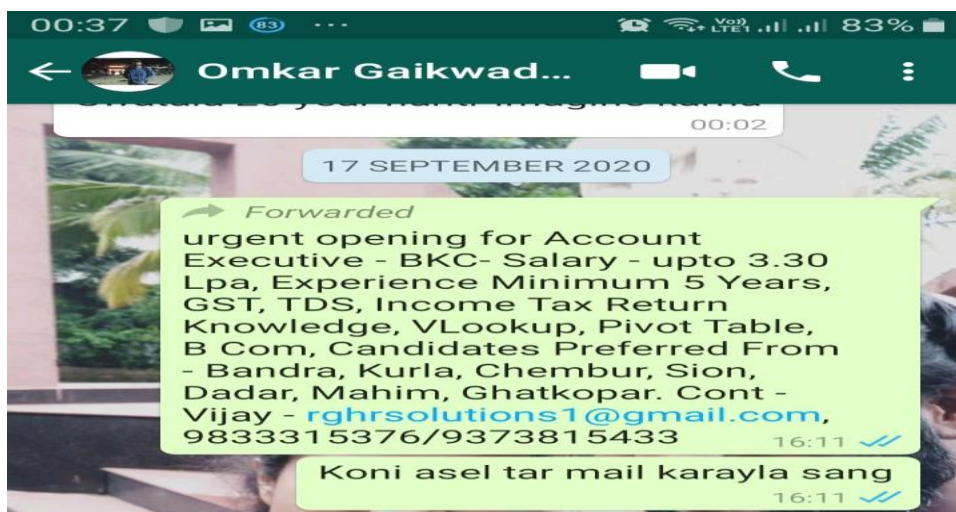 00:37 83 ... Vo)) LTE1 83%
Omkar Gaikwad...
00:02
17 SEPTEMBER 2020
Forwarded
urgent opening for Account
Executive - BKC- Salary - upto 3.30
Lpa, Experience Minimum 5 Years,
GST, TDS, Income Tax Return
Knowledge, VLookup, Pivot Table,
B Com, Candidates Preferred From
- Bandra, Kurla, Chembur, Sion,
Dadar, Mahim, Ghatkopar. Cont -
Vijay - rghrsolutions1@gmail.com,
9833315376/9373815433 16:11
Koni asel tar mail karayla sang
16:11